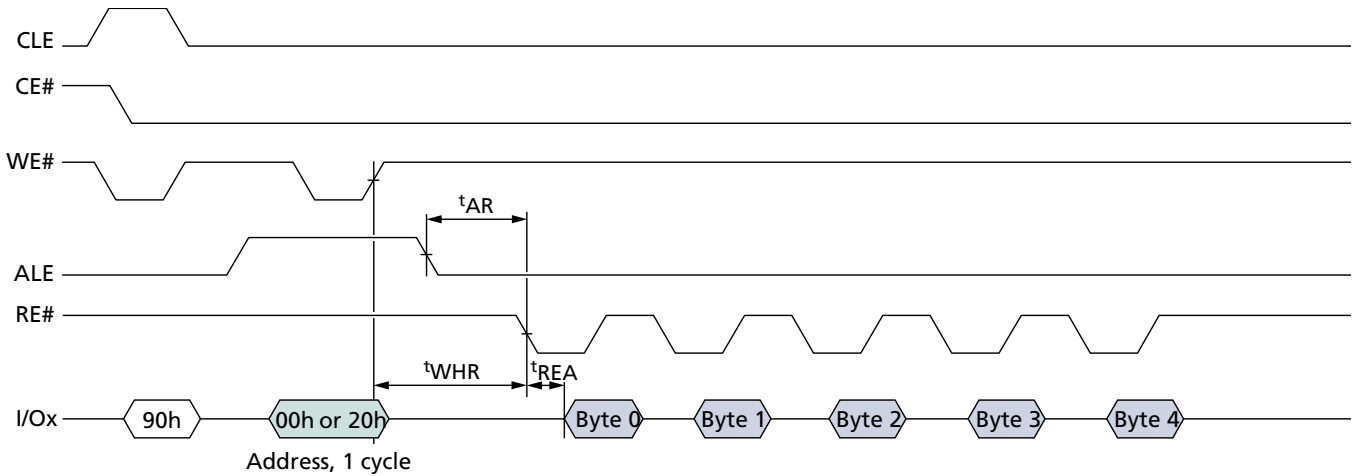 CLE
CE#
WE#
tAR
ALE
RE#
tWHR tREA
I/Ox 90h 00h or 20h Byte 0 Byte 1 Byte 2 Byte 3 Byte 4
Address, 1 cycle